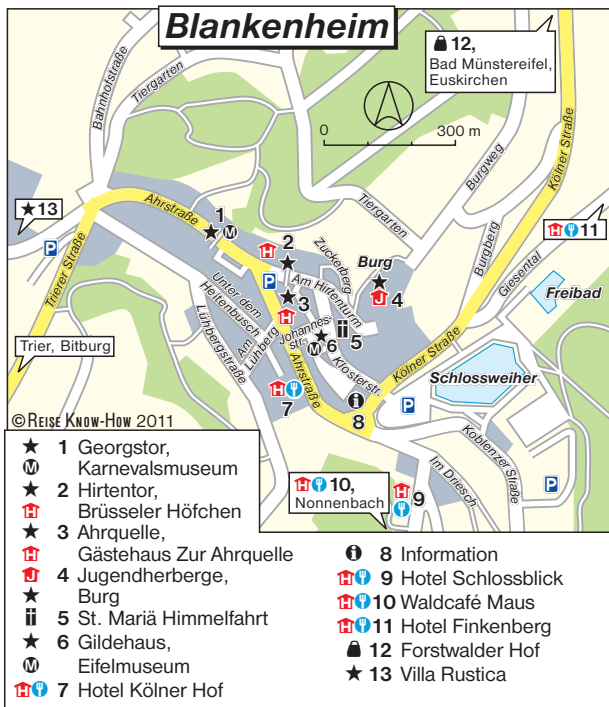 Blankenheim
12,
Bad Münstereifel,
Euskirchen
0 300 m
Bahnhofstraße
Tiergarten
Kölner Straße
Burgweg
13
Ahrstraße
1
M
Tiergarten
H 11
P
H 2
Zuckerberg
Burg
Burgberg
Giesental
Trierer Straße
Unter dem
Heltenbusch
P
Am Hirtenturm
J 4
Freibad
3
H
Am
Lühberg
Johannes-
str.
6
M
5
Lühbergstraße
Klosterstr.
Kölner Straße
Trier, Bitburg
Schlossweiher
H
7
Ahrstraße
i
8
P
© REISE KNOW-HOW 2011
Koblenzer Straße
Im Driesch
H 10,
Nonnenbach
H 9
P
1 Georgstor,
M Karnevalsmuseum
2 Hirtentor,
H Brüsseler Höfchen
3 Ahrquelle,
H Gästehaus Zur Ahrquelle
J 4 Jugendherberge,
Burg
5 St. Mariä Himmelfahrt
6 Gildehaus,
M Eifelmuseum
H 7 Hotel Kölner Hof
i 8 Information
H 9 Hotel Schlossblick
H 10 Waldcafé Maus
H 11 Hotel Finkenberg
12 Forstwalder Hof
13 Villa Rustica